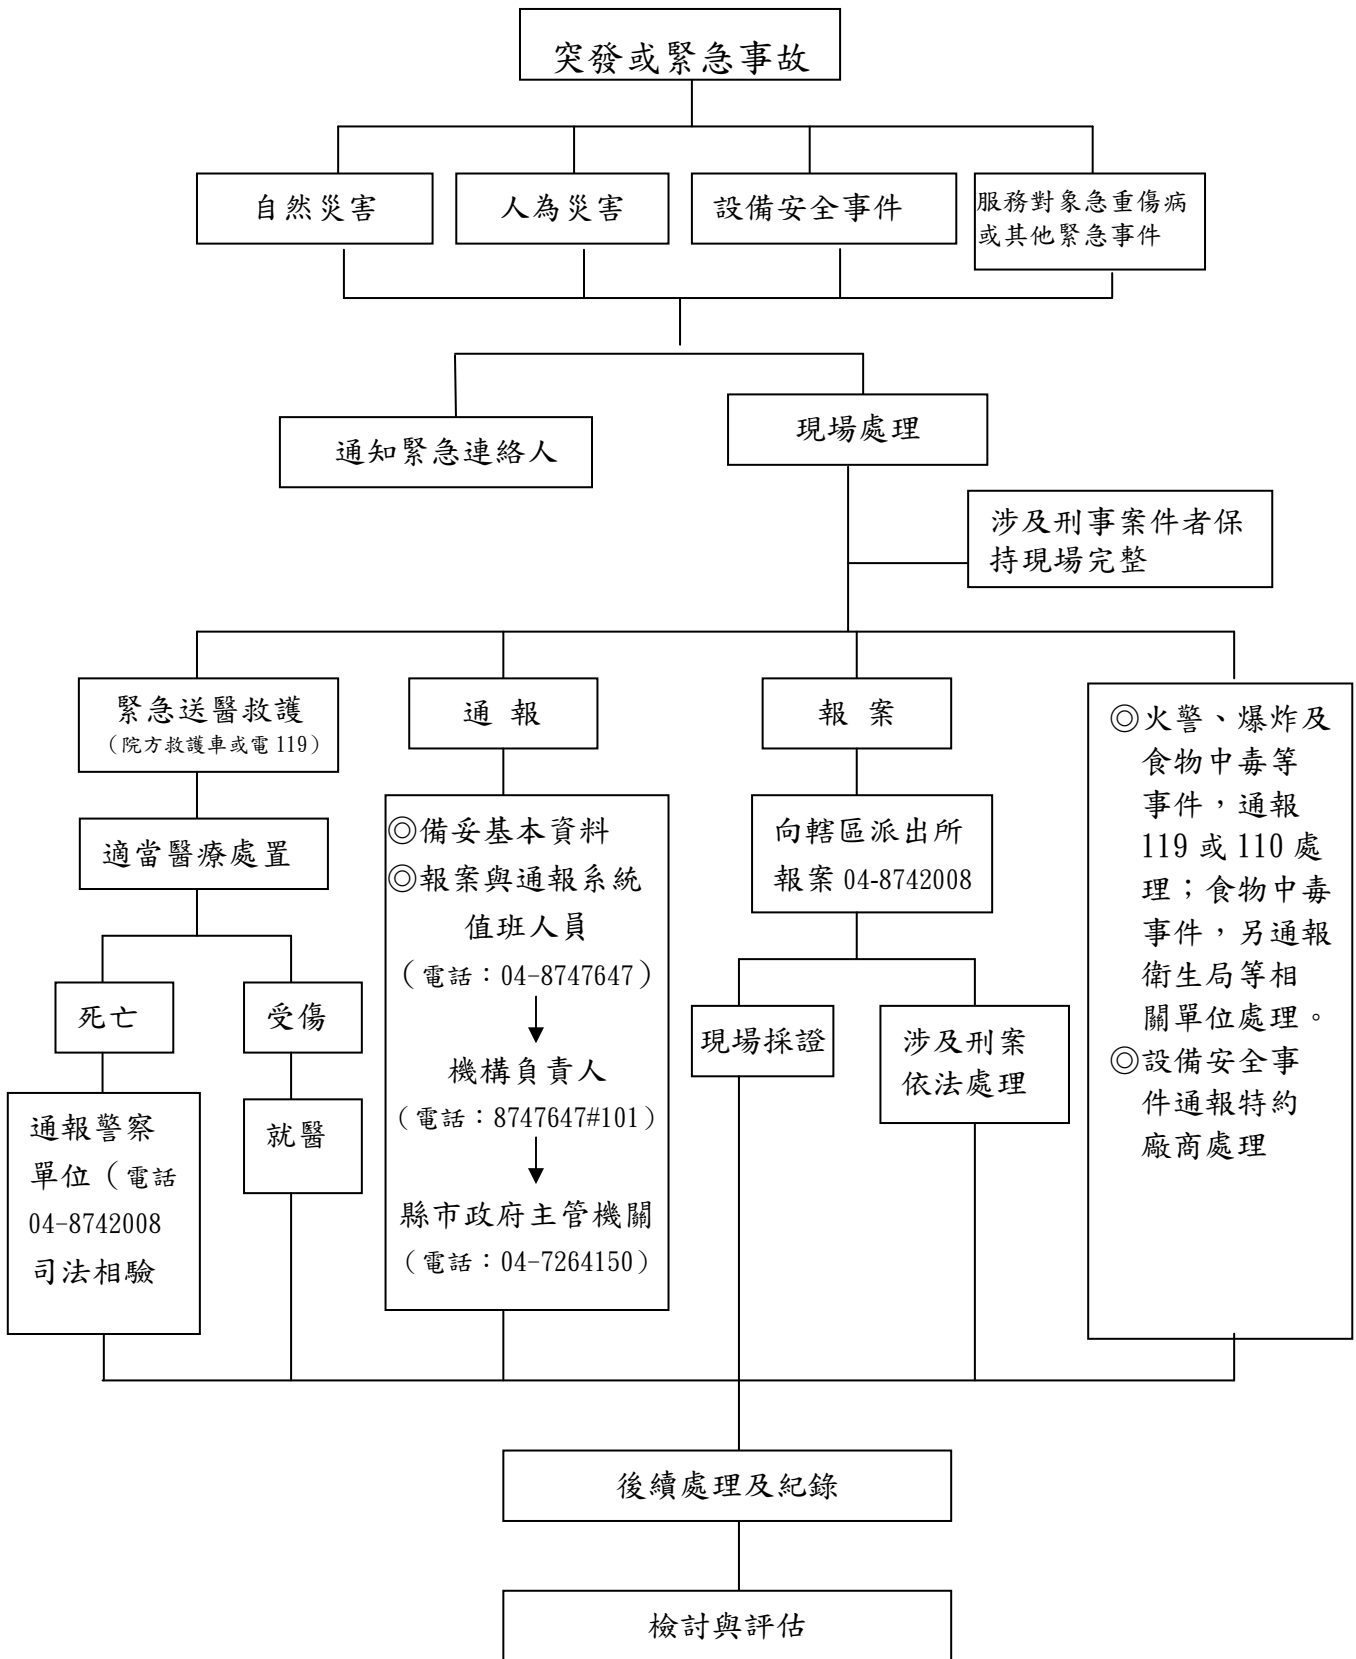 突發或緊急事故
自然災害
人為災害
設備安全事件
服務對象急重傷病
或其他緊急事件
通知緊急連絡人
現場處理
涉及刑事案件者保
持現場完整
緊急送醫救護
（院方救護車或電 119）
適當醫療處置
死亡
受傷
通報警察
單位（電話
04-8742008
司法相驗
就醫
通 報
◎備妥基本資料
◎報案與通報系統
值班人員
（電話：04-8747647）
機構負責人
（電話：8747647#101）
縣市政府主管機關
（電話：04-7264150）
報 案
向轄區派出所
報案 04-8742008
現場採證
涉及刑案
依法處理
◎火警、爆炸及
食物中毒等
事件，通報
119 或 110 處
理；食物中毒
事件，另通報
衛生局等相
關單位處理。
◎設備安全事
件通報特約
廠商處理
後續處理及紀錄
檢討與評估